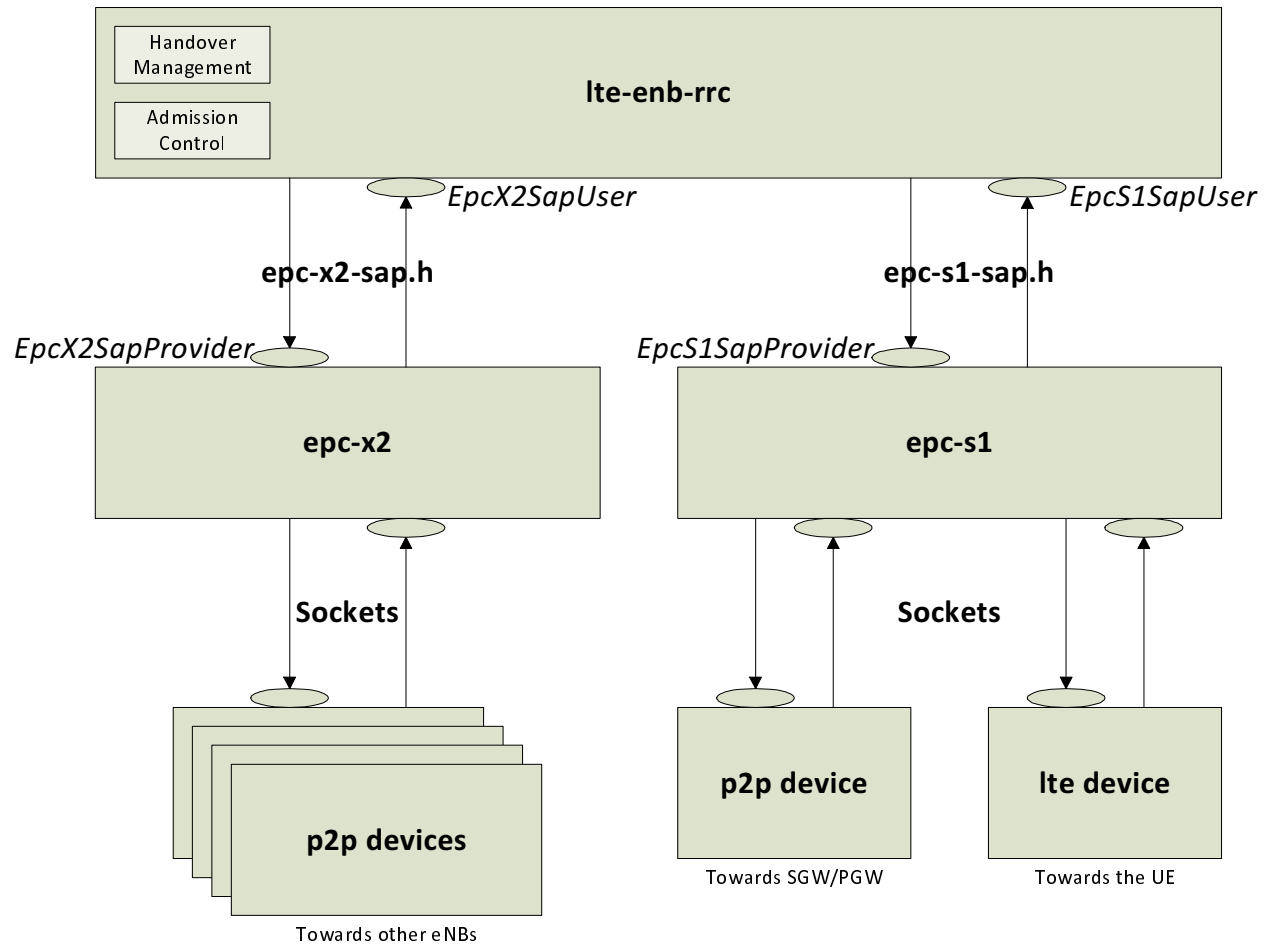 Handover
Management
lte-enb-rrc
Admission
Control
EpcX2SapUser
EpcS1SapUser
epc-x2-sap.h
epc-s1-sap.h
EpcX2SapProvider
EpcS1SapProvider
epc-x2
epc-s1
Sockets
Sockets
p2p device
lte device
p2p devices
Towards SGW/PGW
Towards the UE
Towards other eNBs